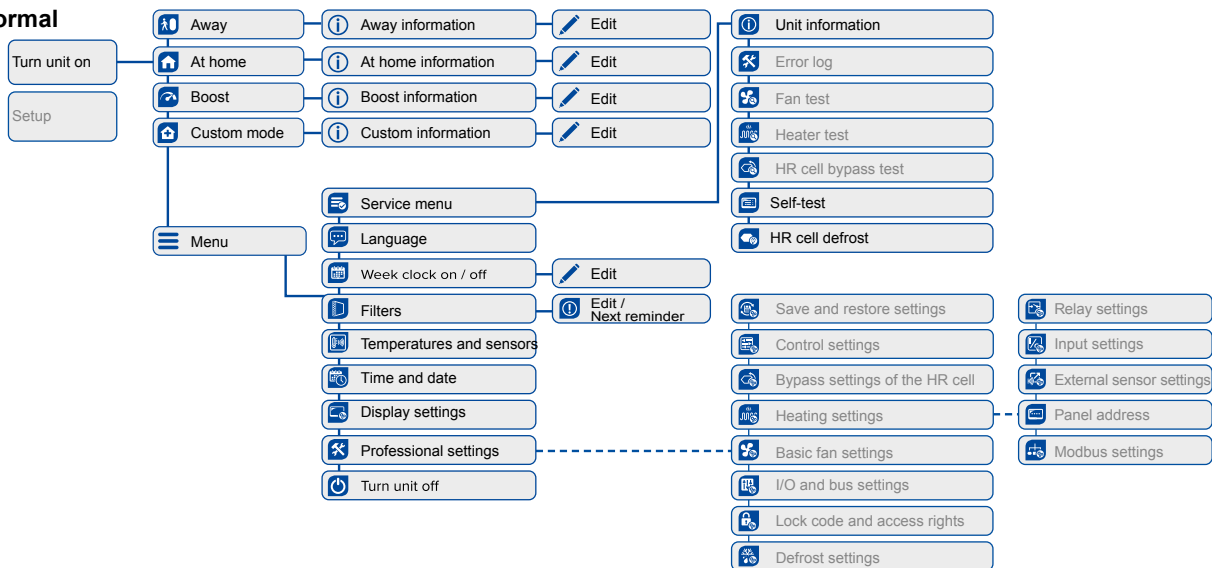 ormal
Turn unit on
Setup
Away
Away information
Edit
At home
At home information
Edit
Boost
Boost information
Edit
Custom mode
Custom information
Edit
Menu
Service menu
Language
Week clock on / off
Edit
Filters
Edit /
Next reminder
Temperatures and sensors
Time and date
Display settings
Professional settings
Turn unit off
Unit information
Error log
Fan test
Heater test
HR cell bypass test
Self-test
HR cell defrost
Save and restore settings
Control settings
Bypass settings of the HR cell
Heating settings
Basic fan settings
I/O and bus settings
Lock code and access rights
Defrost settings
Relay settings
Input settings
External sensor settings
Panel address
Modbus settings